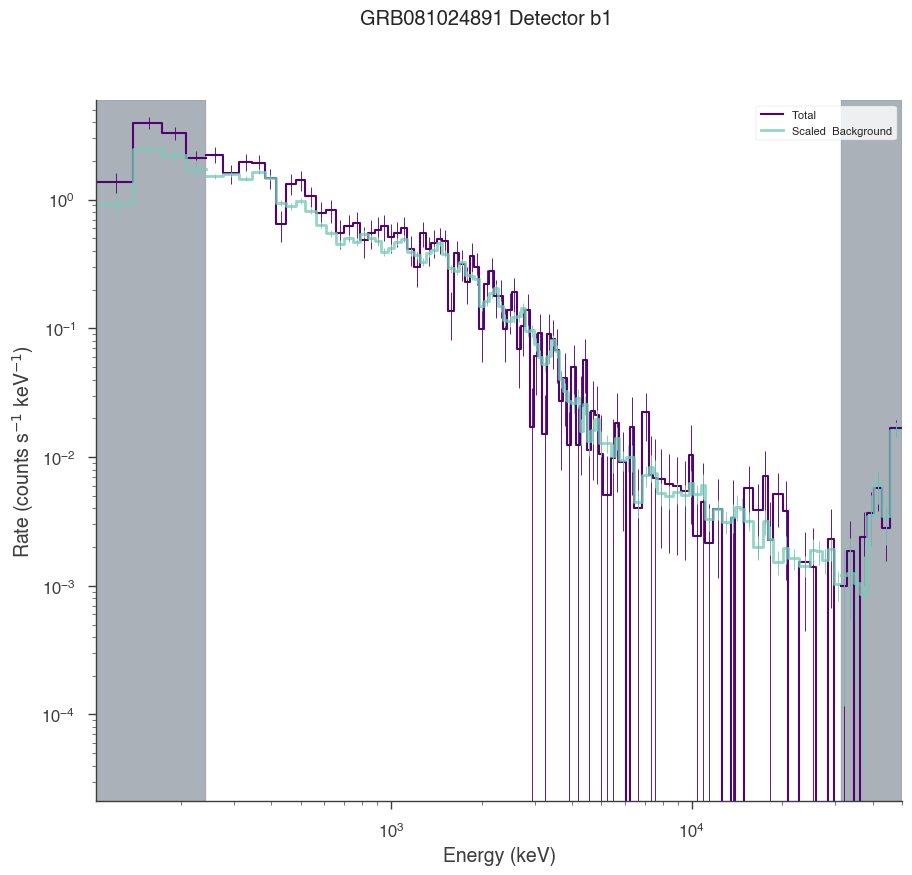 GRB081024891 Detector b1
Total
Scaled Background
Rate (counts s⁻¹ keV⁻¹)
10⁰
10⁻¹
10⁻²
10⁻³
10⁻⁴
10³ 10⁴
Energy (keV)